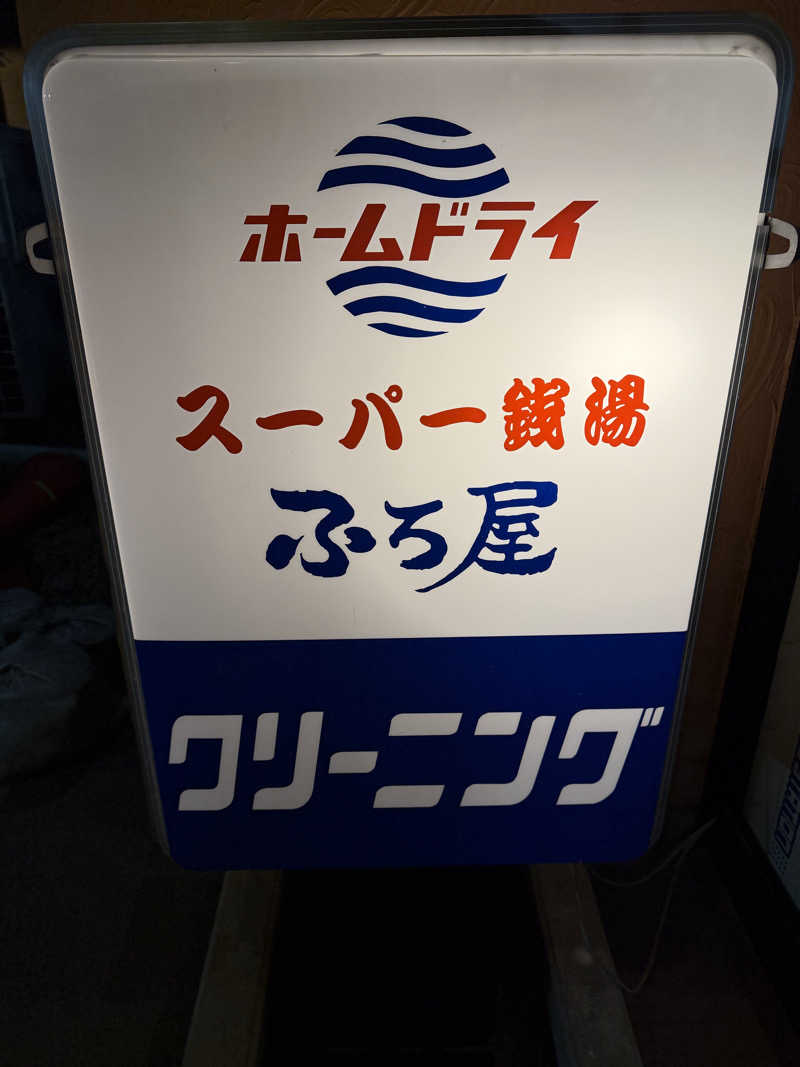 ホームドライ
スーパー銭湯
ふろ屋
クリーニング